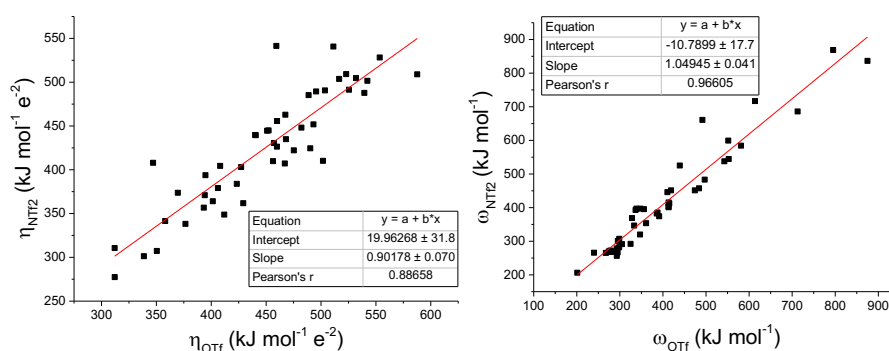 550
500
450
400
350
300
250
300 350 400 450 500 550 600
η_NTf2 (kJ mol⁻¹ e⁻²)
η_OTf (kJ mol⁻¹ e⁻²)
Equation y = a + b*x
Intercept 19.96268 ± 31.8
Slope 0.90178 ± 0.070
Pearson's r 0.88658
900
800
700
600
500
400
300
200
100 200 300 400 500 600 700 800 900
ω_NTf2 (kJ mol⁻¹)
ω_OTf (kJ mol⁻¹)
Equation y = a + b*x
Intercept -10.7899 ± 17.7
Slope 1.04945 ± 0.041
Pearson's r 0.96605